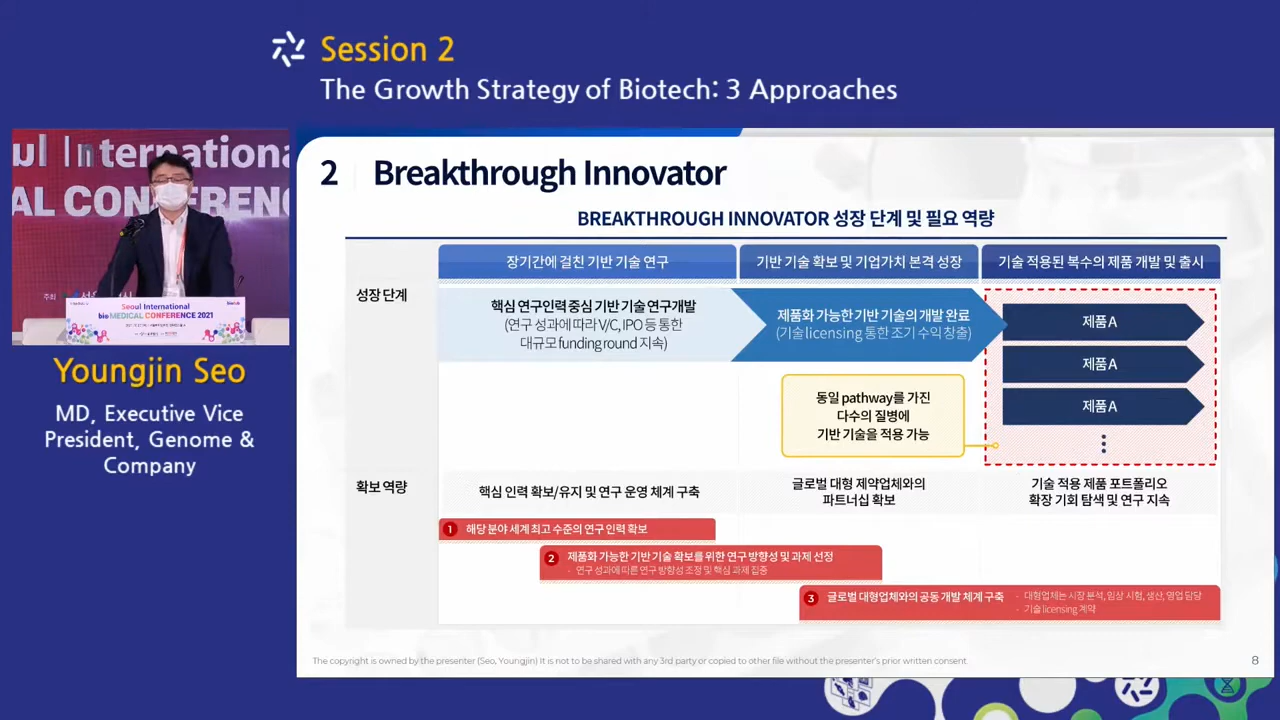 Session 2
The Growth Strategy of Biotech: 3 Approaches
Seoul International
bio MEDICAL CONFERENCE 2021
Youngjin Seo
MD, Executive Vice
President, Genome &
Company
2 Breakthrough Innovator
BREAKTHROUGH INNOVATOR 성장 단계 및 필요 역량
장기간에 걸친 기반 기술 연구
기반 기술 확보 및 기업가치 본격 성장
기술 적용된 복수의 제품 개발 및 출시
성장 단계
핵심 연구인력 중심 기반 기술 연구개발
(연구 성과에 따라 V/C, IPO 등 통한
대규모 funding round 지속)
제품화 가능한 기반 기술의 개발 완료
(기술 licensing 통한 조기 수익 창출)
제품A
제품A
제품A
동일 pathway를 가진
다수의 질병에
기반 기술을 적용 가능
확보 역량
핵심 인력 확보/유지 및 연구 운영 체계 구축
글로벌 대형 제약업체와의
파트너십 확보
기술 적용 제품 포트폴리오
확장 기회 탐색 및 연구 지속
1 해당 분야 세계 최고 수준의 연구 인력 확보
2 제품화 가능한 기반 기술 확보를 위한 연구 방향성 및 과제 선정
- 연구 성과에 따른 연구 방향성 조정 및 핵심 과제 집중
3 글로벌 대형업체와의 공동 개발 체계 구축
- 대형업체는 시장 분석, 임상 시험, 생산, 영업 담당
- 기술 licensing 계약
The copyright is owned by the presenter (Seo, Youngjin) It is not to be shared with any 3rd party or copied to other file without the presenter's prior written consent.
8